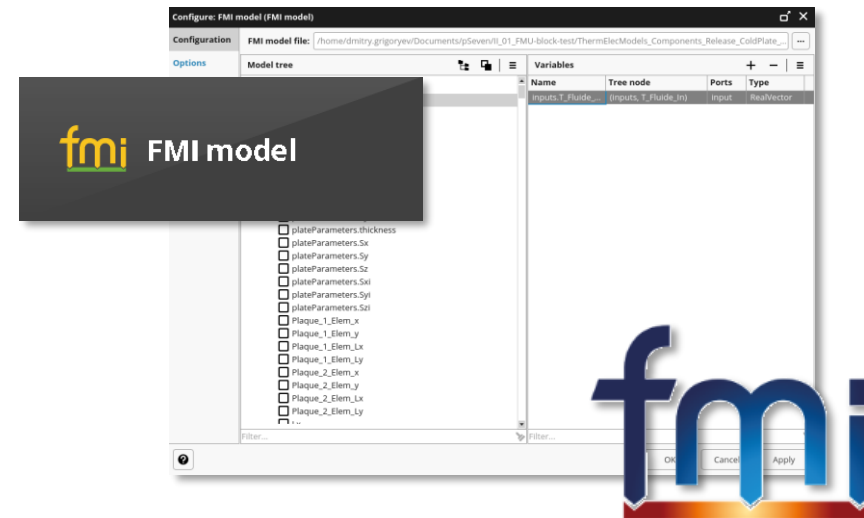 Configure: FMI model (FMI model)
Configuration
FMI model file: /home/dmitry.grigoryev/Documents/pSeven/II_01_FMU-block-test/ThermElecModels_Components_Release_ColdPlate_...
Options
Model tree
Variables
Name Tree node Ports Type
inputs.T_Fluide_... (inputs, T_Fluide_In) input RealVector
fmi FMI model
plateParameters.thickness
plateParameters.Sx
plateParameters.Sy
plateParameters.Sz
plateParameters.Sxi
plateParameters.Syi
plateParameters.Szi
Plaque_1_Elem_x
Plaque_1_Elem_y
Plaque_1_Elem_Lx
Plaque_1_Elem_Ly
Plaque_2_Elem_x
Plaque_2_Elem_y
Plaque_2_Elem_Lx
Plaque_2_Elem_Ly
Filter...
Filter...
OK
Cancel
Apply
fmi